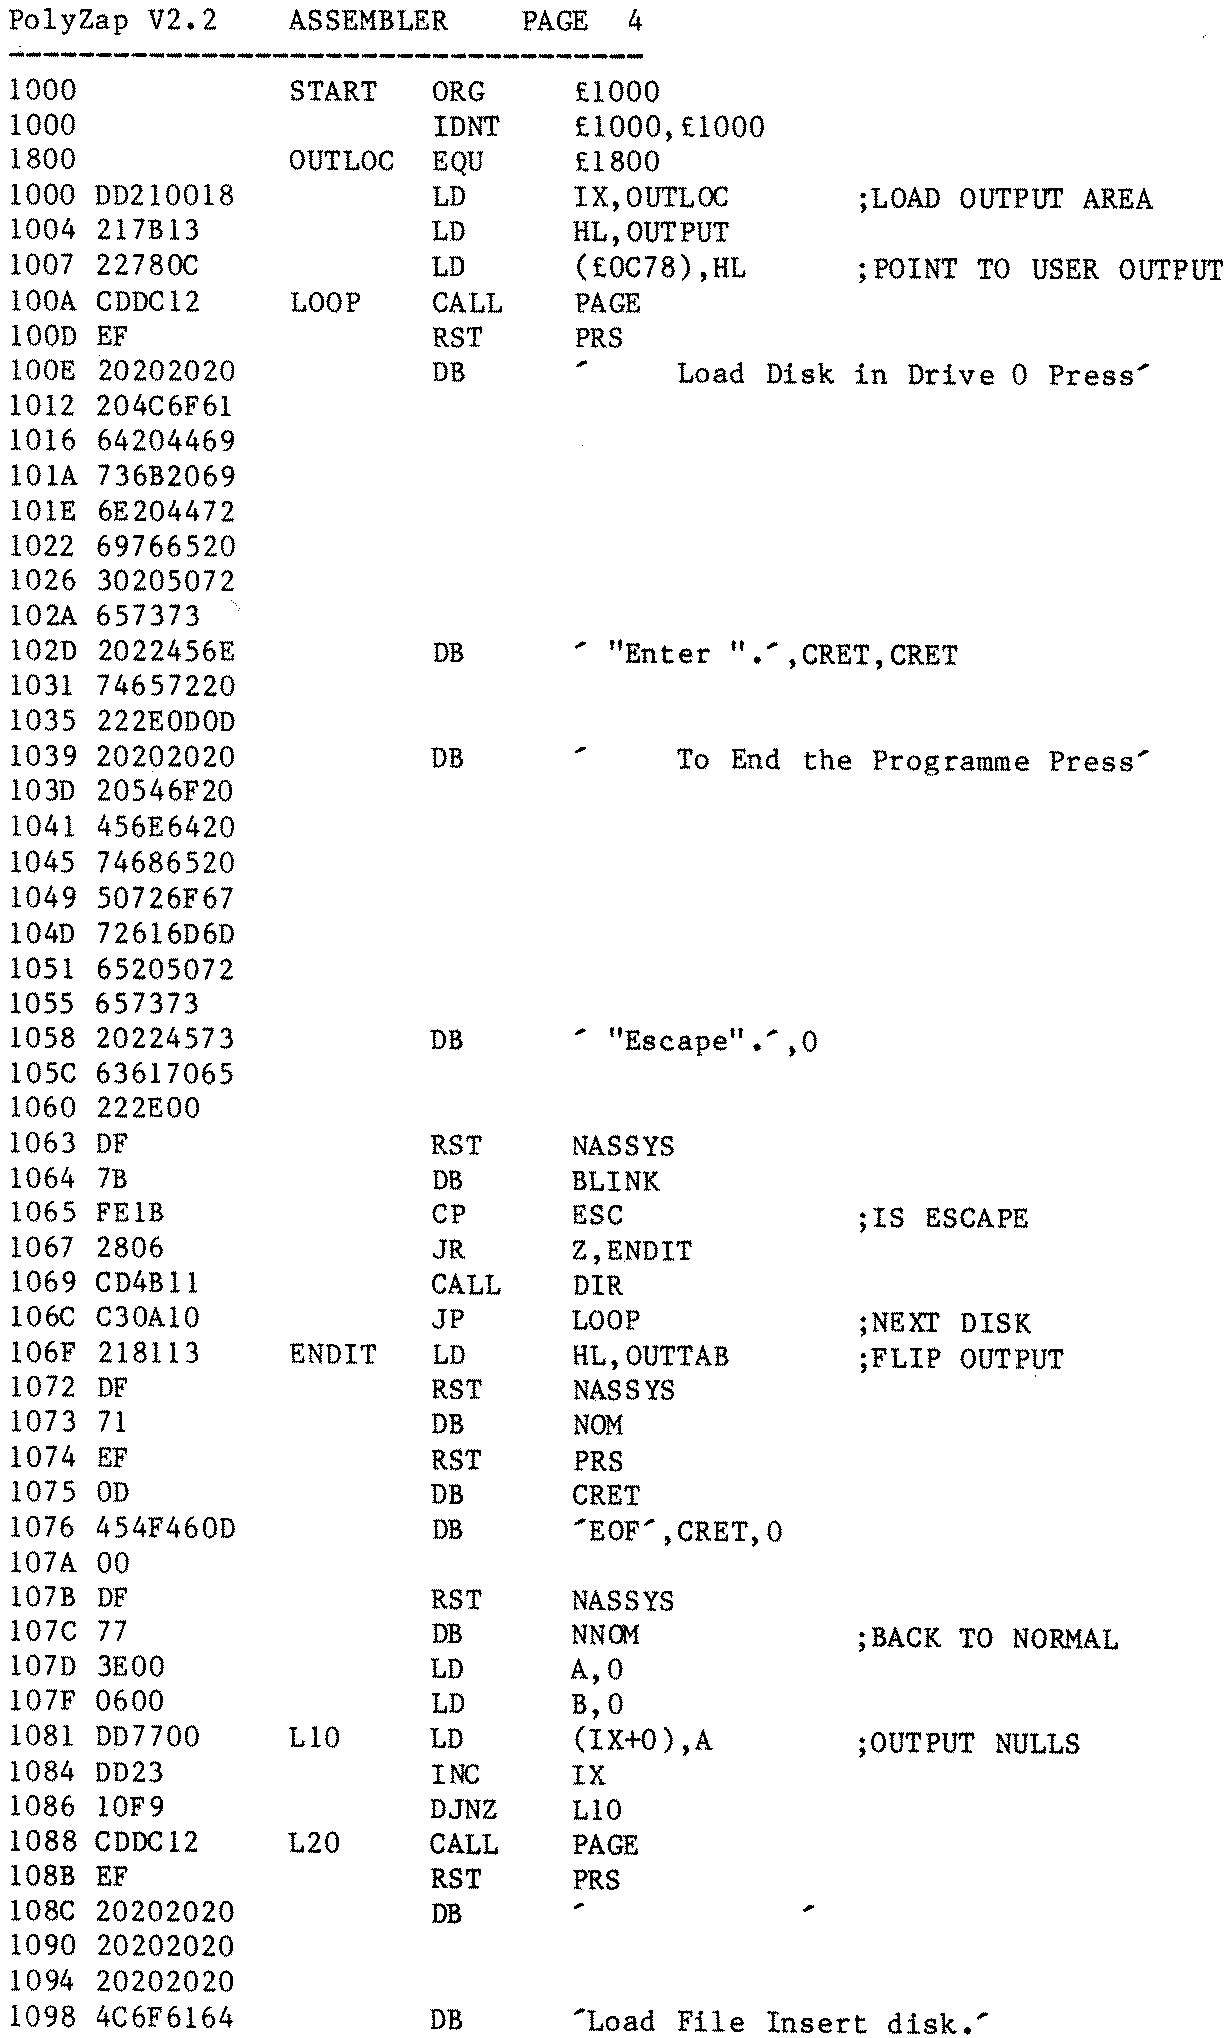 PolyZap V2.2    ASSEMBLER    PAGE  4
------------------------------------
1000            START   ORG     £1000
1000                    IDNT    £1000,£1000
1800            OUTLOC  EQU     £1800
1000 DD210018           LD      IX,OUTLOC       ;LOAD OUTPUT AREA
1004 217B13             LD      HL,OUTPUT
1007 22780C             LD      (£0C78),HL      ;POINT TO USER OUTPUT
100A CDDC12     LOOP    CALL    PAGE
100D EF                 RST     PRS
100E 20202020           DB      ´     Load Disk in Drive 0 Press´
1012 204C6F61
1016 64204469
101A 736B2069
101E 6E204472
1022 69766520
1026 30205072
102A 657373
102D 2022456E           DB      ´ "Enter ".´,CRET,CRET
1031 74657220
1035 222E0D0D
1039 20202020           DB      ´     To End the Programme Press´
103D 20546F20
1041 456E6420
1045 74686520
1049 50726F67
104D 72616D6D
1051 65205072
1055 657373
1058 20224573           DB      ´ "Escape".´,0
105C 63617065
1060 222E00
1063 DF                 RST     NASSYS
1064 7B                 DB      BLINK
1065 FE1B               CP      ESC             ;IS ESCAPE
1067 2806               JR      Z,ENDIT
1069 CD4B11             CALL    DIR
106C C30A10             JP      LOOP            ;NEXT DISK
106F 218113     ENDIT   LD      HL,OUTTAB       ;FLIP OUTPUT
1072 DF                 RST     NASSYS
1073 71                 DB      NOM
1074 EF                 RST     PRS
1075 0D                 DB      CRET
1076 454F460D           DB      ´EOF´,CRET,0
107A 00
107B DF                 RST     NASSYS
107C 77                 DB      NNOM            ;BACK TO NORMAL
107D 3E00               LD      A,0
107F 0600               LD      B,0
1081 DD7700     L10     LD      (IX+0),A        ;OUTPUT NULLS
1084 DD23               INC     IX
1086 10F9               DJNZ    L10
1088 CDDC12     L20     CALL    PAGE
108B EF                 RST     PRS
108C 20202020           DB      ´            ´
1090 20202020
1094 20202020
1098 4C6F6164           DB      ´Load File Insert disk.´